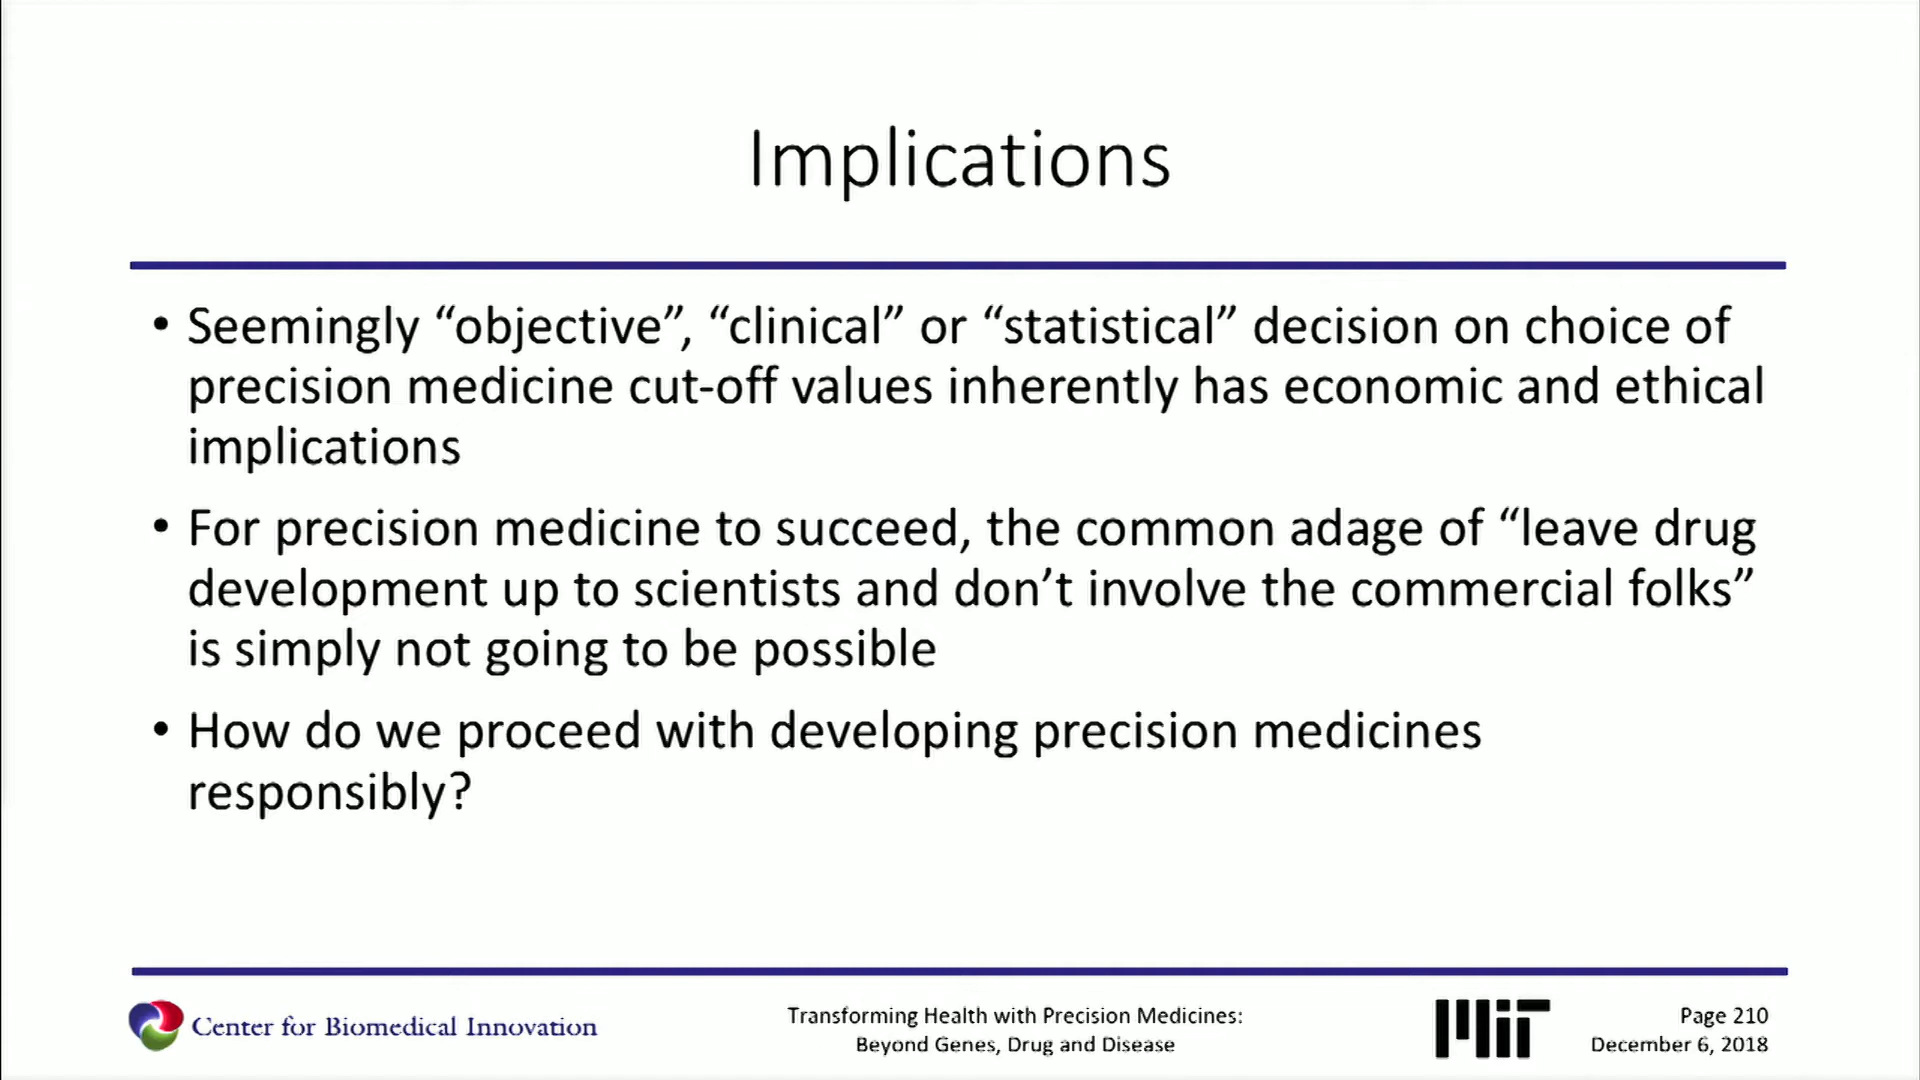 Implications
• Seemingly “objective”, “clinical” or “statistical” decision on choice of
precision medicine cut-off values inherently has economic and ethical
implications
• For precision medicine to succeed, the common adage of “leave drug
development up to scientists and don’t involve the commercial folks”
is simply not going to be possible
• How do we proceed with developing precision medicines
responsibly?
Center for Biomedical Innovation
Transforming Health with Precision Medicines:
Beyond Genes, Drug and Disease
MIT
Page 210
December 6, 2018